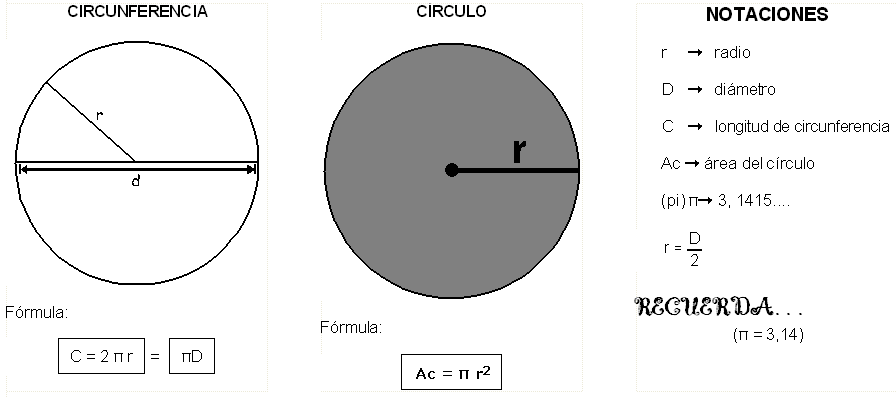 CIRCUNFERENCIA
r
d
Fórmula:
C = 2 π r = πD
CÍRCULO
r
Fórmula:
Ac = π r²
NOTACIONES
r → radio
D → diámetro
C → longitud de circunferencia
Ac → área del círculo
(pi) π → 3, 1415....
r = D/2
RECUERDA...
(π = 3,14)